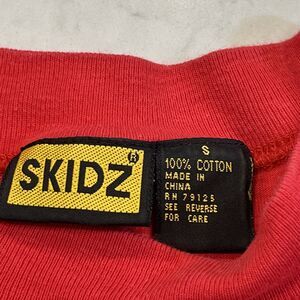 SKIDZ®
S
100% COTTON
MADE IN
CHINA
RN 79125
SEE REVERSE
FOR CARE